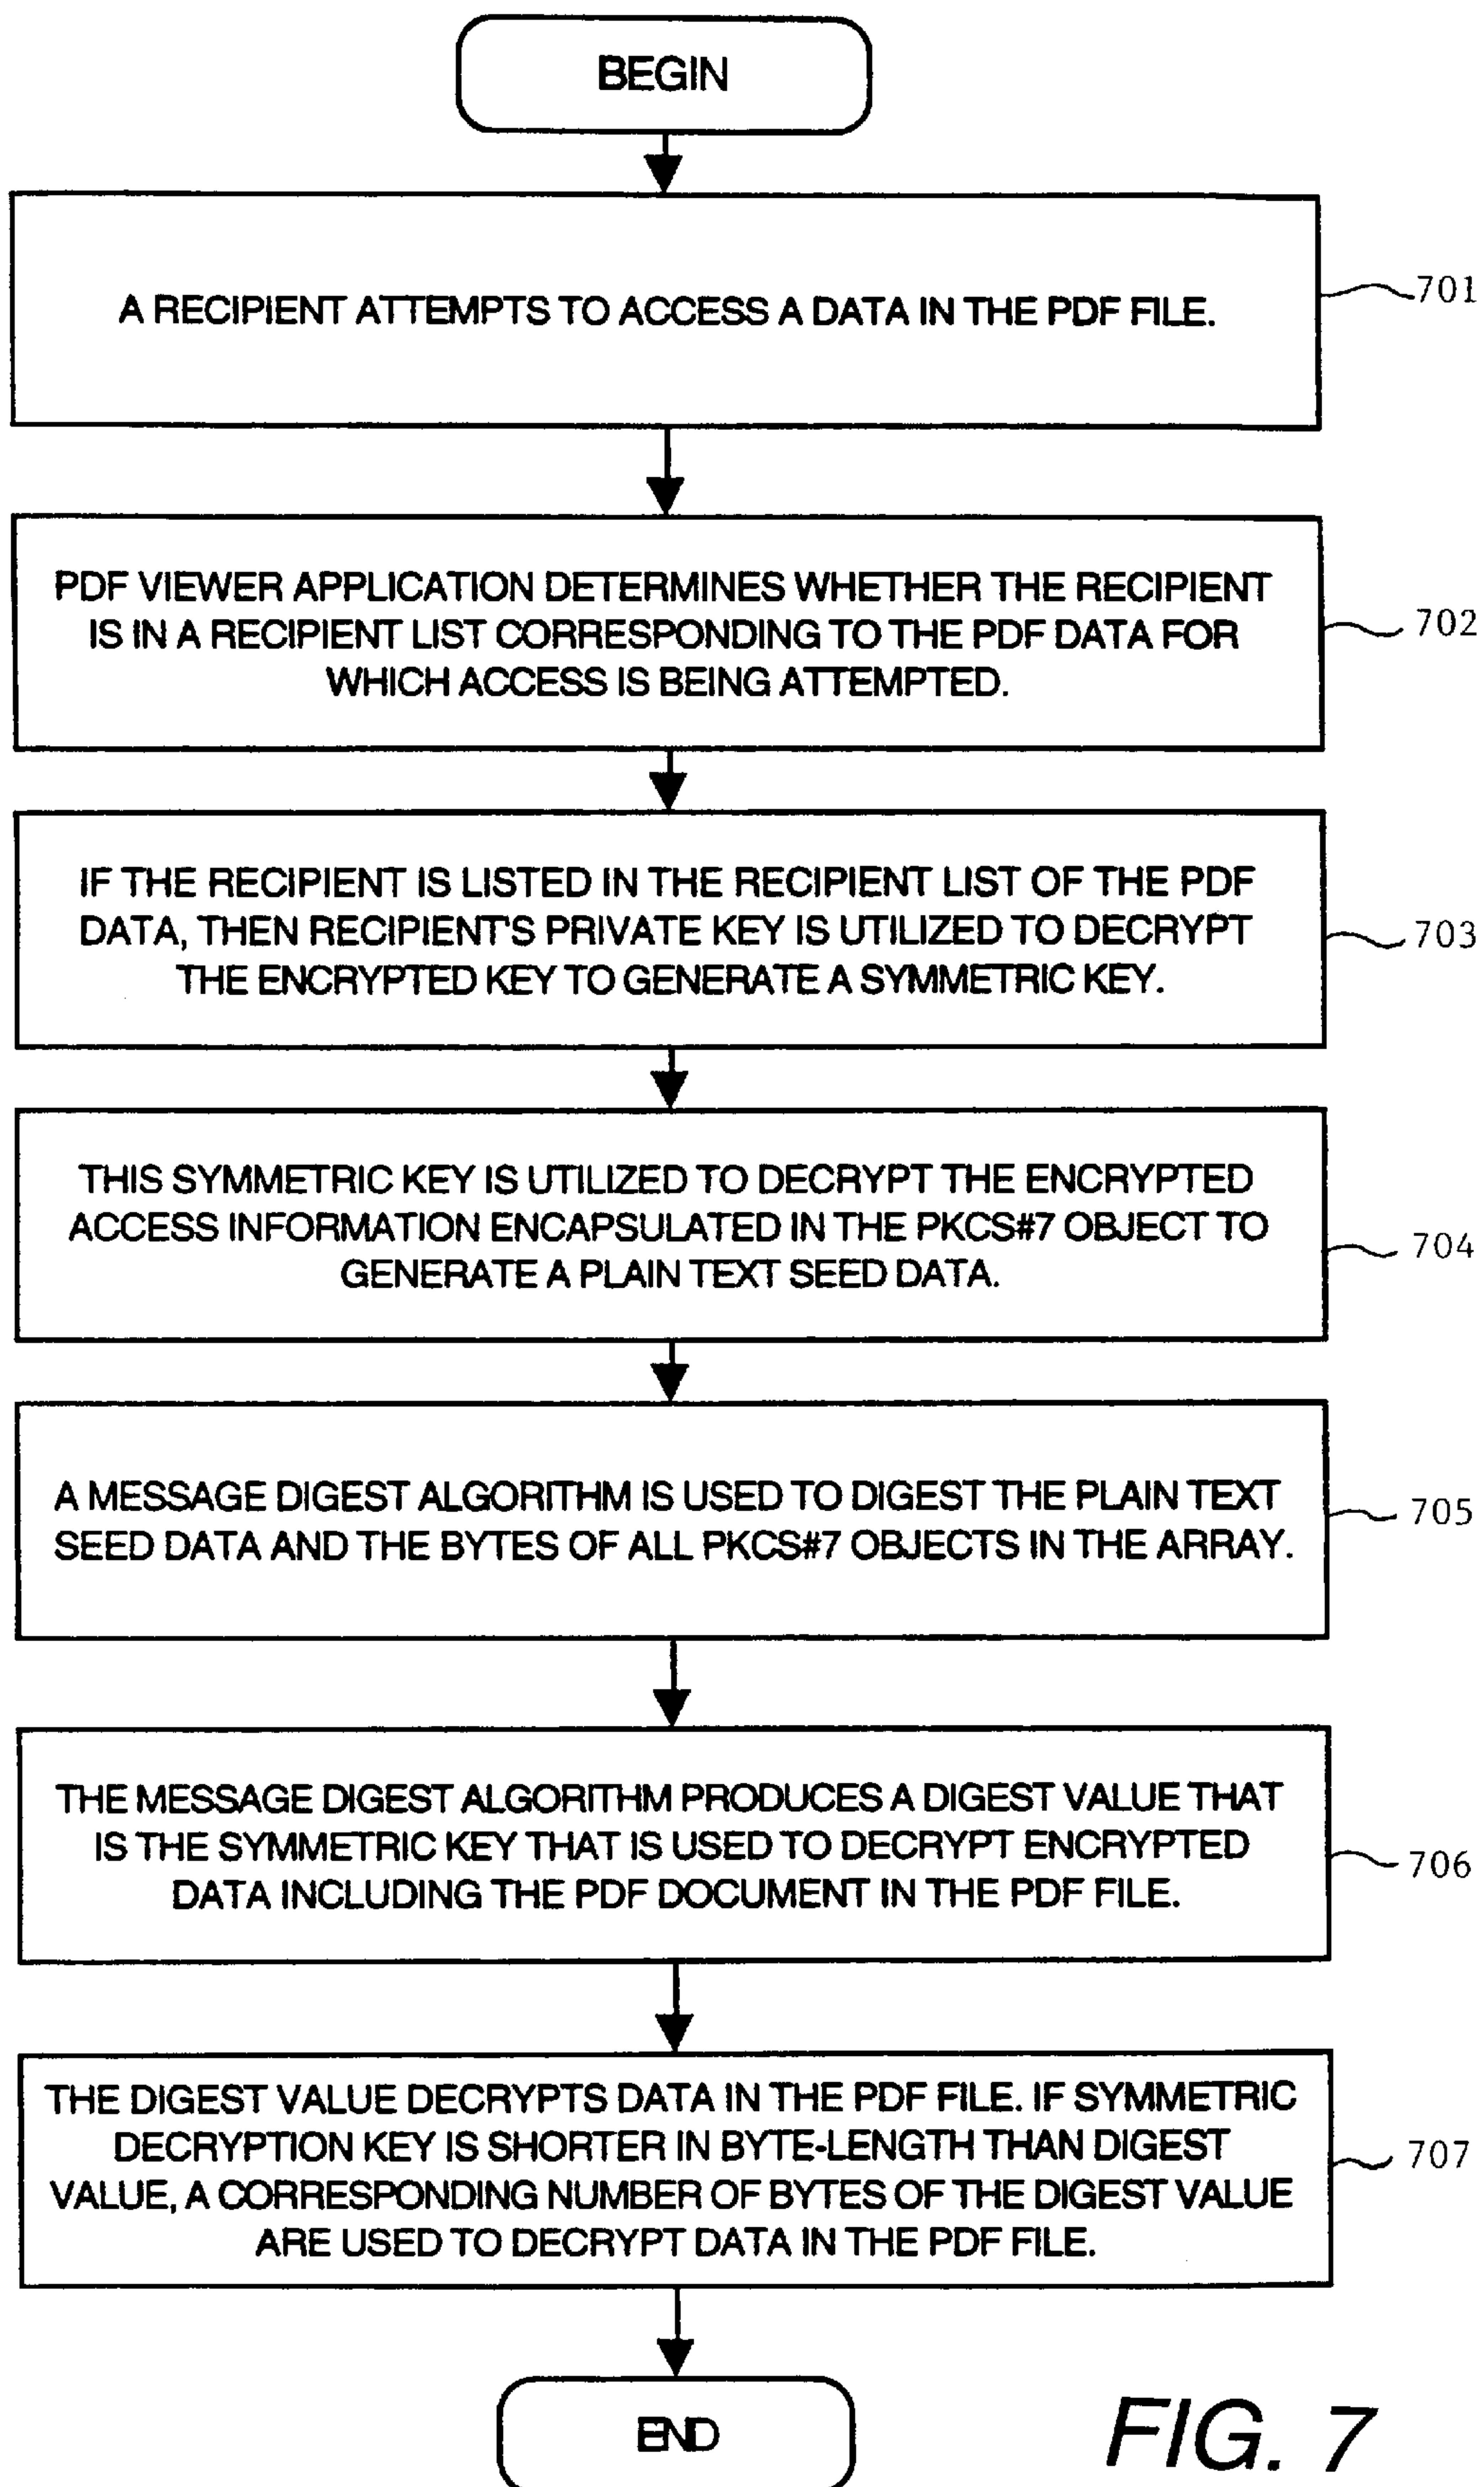 BEGIN
A RECIPIENT ATTEMPTS TO ACCESS A DATA IN THE PDF FILE.
701
PDF VIEWER APPLICATION DETERMINES WHETHER THE RECIPIENT
IS IN A RECIPIENT LIST CORRESPONDING TO THE PDF DATA FOR
WHICH ACCESS IS BEING ATTEMPTED.
702
IF THE RECIPIENT IS LISTED IN THE RECIPIENT LIST OF THE PDF
DATA, THEN RECIPIENT'S PRIVATE KEY IS UTILIZED TO DECRYPT
THE ENCRYPTED KEY TO GENERATE A SYMMETRIC KEY.
703
THIS SYMMETRIC KEY IS UTILIZED TO DECRYPT THE ENCRYPTED
ACCESS INFORMATION ENCAPSULATED IN THE PKCS#7 OBJECT TO
GENERATE A PLAIN TEXT SEED DATA.
704
A MESSAGE DIGEST ALGORITHM IS USED TO DIGEST THE PLAIN TEXT
SEED DATA AND THE BYTES OF ALL PKCS#7 OBJECTS IN THE ARRAY.
705
THE MESSAGE DIGEST ALGORITHM PRODUCES A DIGEST VALUE THAT
IS THE SYMMETRIC KEY THAT IS USED TO DECRYPT ENCRYPTED
DATA INCLUDING THE PDF DOCUMENT IN THE PDF FILE.
706
THE DIGEST VALUE DECRYPTS DATA IN THE PDF FILE. IF SYMMETRIC
DECRYPTION KEY IS SHORTER IN BYTE-LENGTH THAN DIGEST
VALUE, A CORRESPONDING NUMBER OF BYTES OF THE DIGEST VALUE
ARE USED TO DECRYPT DATA IN THE PDF FILE.
707
END
FIG. 7